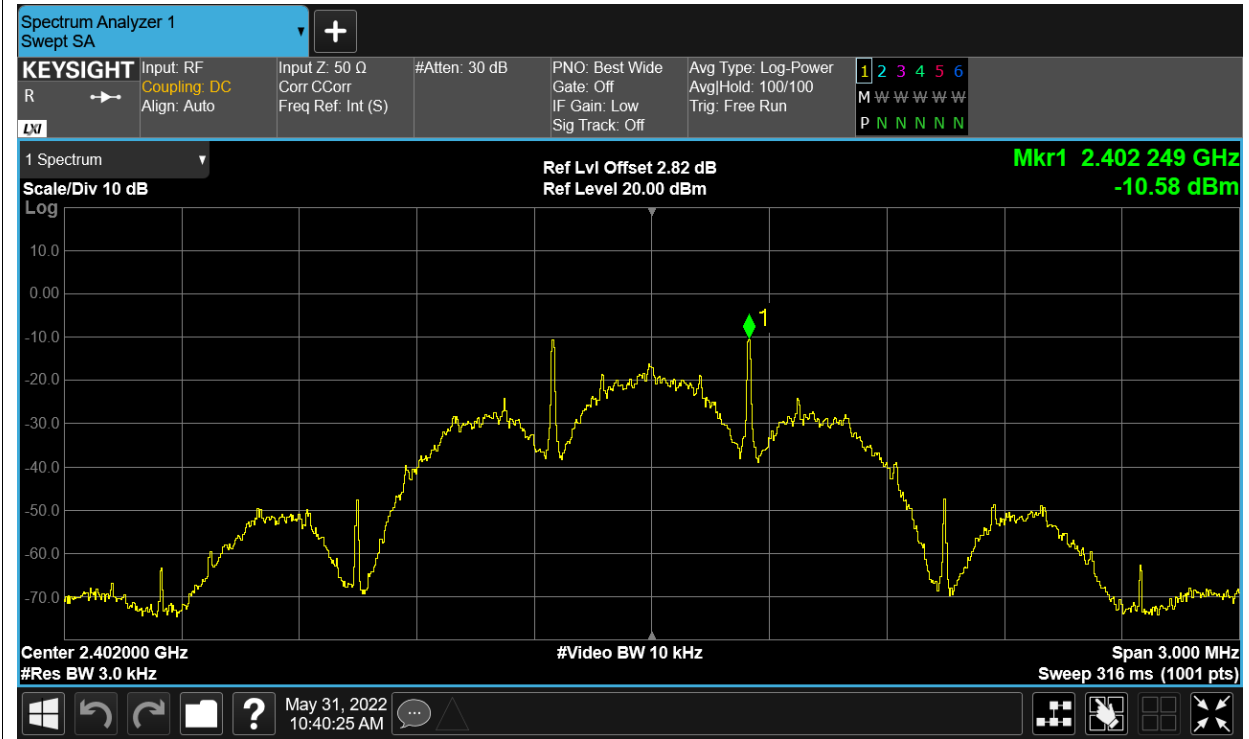 Spectrum Analyzer 1
Swept SA
+
KEYSIGHT
R
LXI
Input: RF
Coupling: DC
Align: Auto
Input Z: 50 Ω
Corr CCorr
Freq Ref: Int (S)
#Atten: 30 dB
PNO: Best Wide
Gate: Off
IF Gain: Low
Sig Track: Off
Avg Type: Log-Power
Avg|Hold: 100/100
Trig: Free Run
1 2 3 4 5 6
M W W W W W W
P N N N N N N
1 Spectrum
Scale/Div 10 dB
Log
Ref Lvl Offset 2.82 dB
Ref Level 20.00 dBm
Mkr1 2.402 249 GHz
-10.58 dBm
10.0
0.00
-10.0
-20.0
-30.0
-40.0
-50.0
-60.0
-70.0
1
Center 2.402000 GHz
#Res BW 3.0 kHz
#Video BW 10 kHz
Span 3.000 MHz
Sweep 316 ms (1001 pts)
?
May 31, 2022
10:40:25 AM